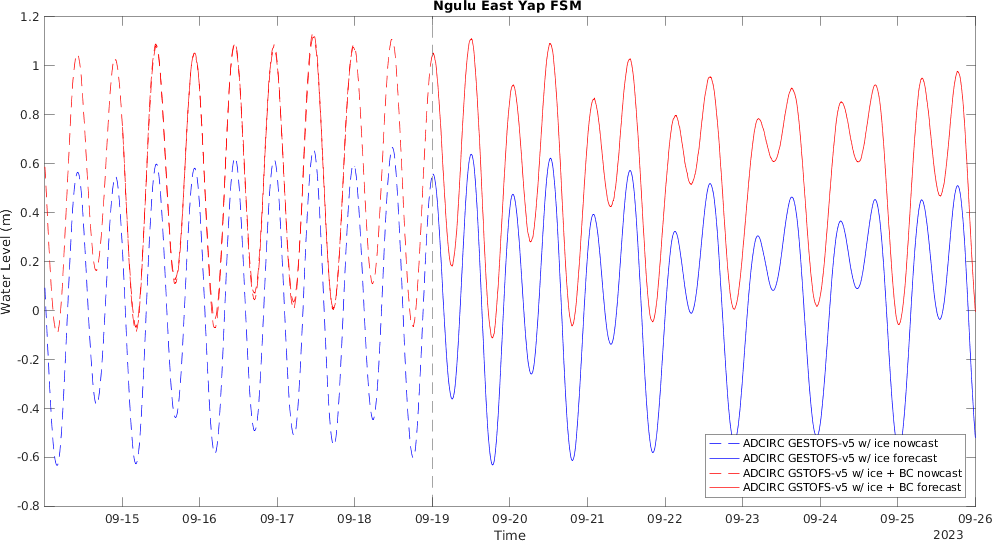 Ngulu East Yap FSM
1.2
1
0.8
0.6
0.4
0.2
0
-0.2
-0.4
-0.6
-0.8
Water Level (m)
ADCIRC GESTOFS-v5 w/ ice nowcast
ADCIRC GESTOFS-v5 w/ ice forecast
ADCIRC GSTOFS-v5 w/ ice + BC nowcast
ADCIRC GSTOFS-v5 w/ ice + BC forecast
09-15 09-16 09-17 09-18 09-19 09-20 09-21 09-22 09-23 09-24 09-25 09-26
Time
2023